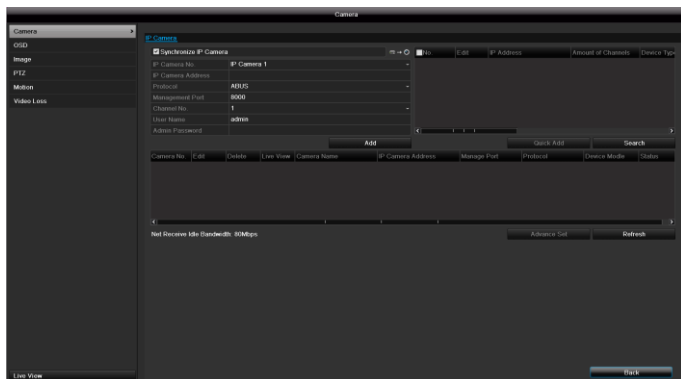 Camera
Camera
OSD
Image
PTZ
Motion
Video Loss
Live View
IP Camera
Synchronize IP Camera
IP Camera No. IP Camera 1
IP Camera Address
Protocol ABUS
Management Port 8000
Channel No. 1
User Name admin
Admin Password
Add
No. Edit IP Address Amount of Channels Device Type
Quick Add Search
Camera No. Edit Delete Live View Camera Name IP Camera Address Manage Port Protocol Device Modle Status
Net Receive Idle Bandwidth: 80Mbps
Advance Set Refresh
Back